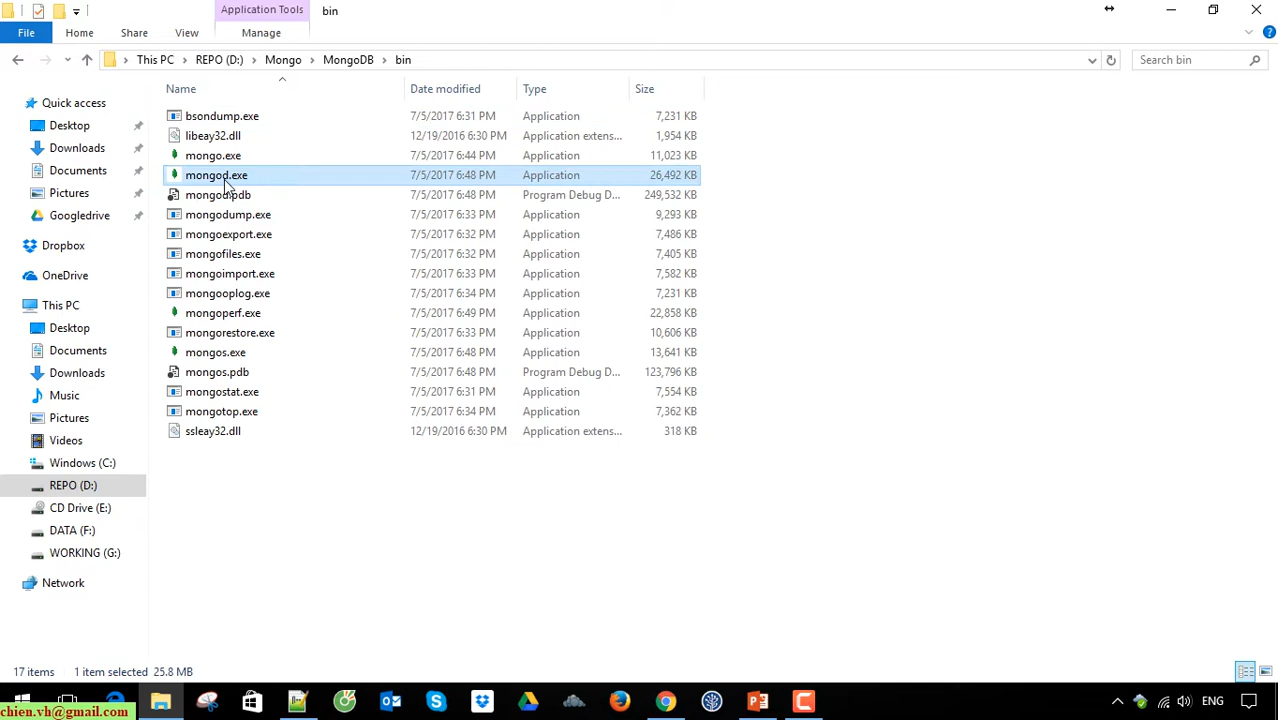 Application Tools
bin
File
Home
Share
View
Manage
This PC
REPO (D:)
Mongo
MongoDB
bin
Search bin
Name
Date modified
Type
Size
Quick access
Desktop
Downloads
Documents
Pictures
Googledrive
Dropbox
OneDrive
This PC
Desktop
Documents
Downloads
Music
Pictures
Videos
Windows (C:)
REPO (D:)
CD Drive (E:)
DATA (F:)
WORKING (G:)
Network
bsondump.exe 7/5/2017 6:31 PM Application 7,231 KB
libeay32.dll 12/19/2016 6:30 PM Application extens... 1,954 KB
mongo.exe 7/5/2017 6:44 PM Application 11,023 KB
mongod.exe 7/5/2017 6:48 PM Application 26,492 KB
mongod.pdb 7/5/2017 6:48 PM Program Debug D... 249,532 KB
mongodump.exe 7/5/2017 6:33 PM Application 9,293 KB
mongoexport.exe 7/5/2017 6:32 PM Application 7,486 KB
mongofiles.exe 7/5/2017 6:32 PM Application 7,405 KB
mongoimport.exe 7/5/2017 6:33 PM Application 7,582 KB
mongooplog.exe 7/5/2017 6:34 PM Application 7,231 KB
mongoperf.exe 7/5/2017 6:49 PM Application 22,858 KB
mongorestore.exe 7/5/2017 6:33 PM Application 10,606 KB
mongos.exe 7/5/2017 6:48 PM Application 13,641 KB
mongos.pdb 7/5/2017 6:48 PM Program Debug D... 123,796 KB
mongostat.exe 7/5/2017 6:31 PM Application 7,554 KB
mongotop.exe 7/5/2017 6:34 PM Application 7,362 KB
ssleay32.dll 12/19/2016 6:30 PM Application extens... 318 KB
17 items
1 item selected 25.8 MB
chien.vh@gmail.com
ENG